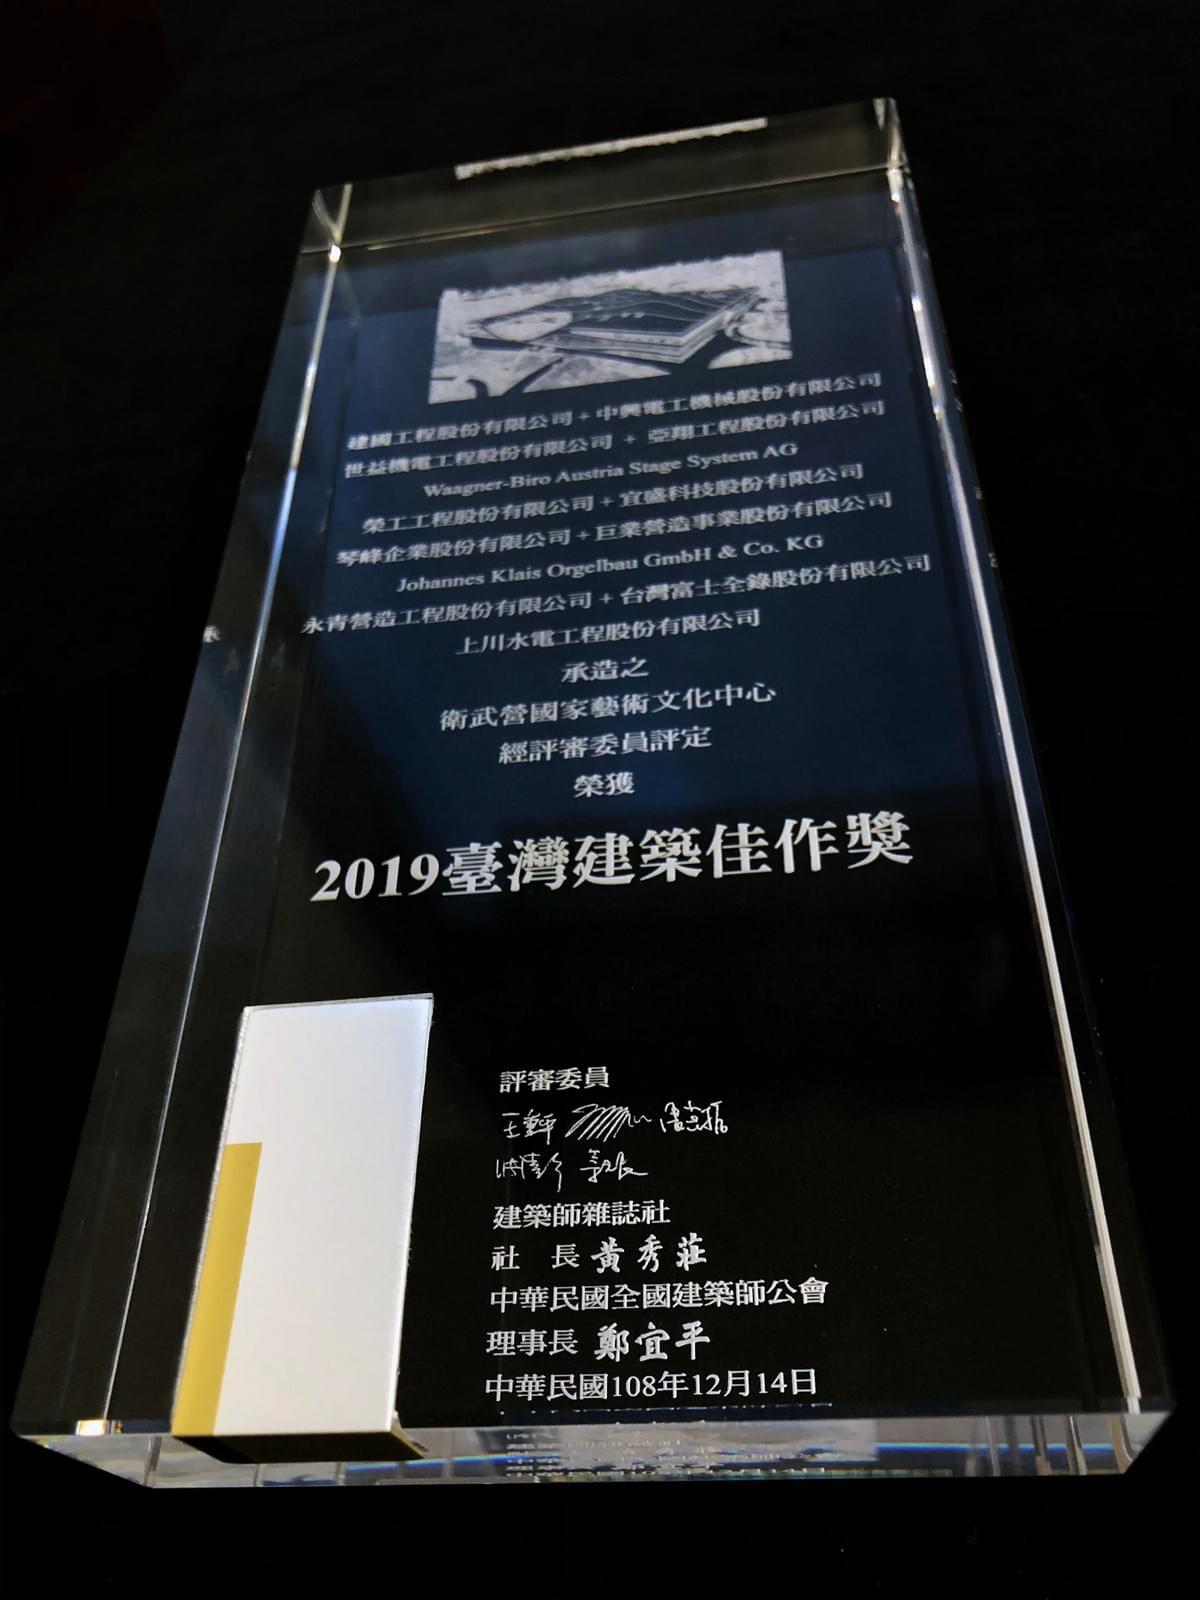 建國工程股份有限公司 + 中興電工機械股份有限公司
世益機電工程股份有限公司 + 亞翔工程股份有限公司
Waagner-Biro Austria Stage System AG
榮工工程股份有限公司 + 宜盛科技股份有限公司
琴峰企業股份有限公司 + 巨業營造事業股份有限公司
Johannes Klais Orgelbau GmbH & Co. KG
永青營造工程股份有限公司 + 台灣富士全錄股份有限公司
上川水電工程股份有限公司
承造之
衛武營國家藝術文化中心
經評審委員評定
榮獲
2019臺灣建築佳作獎
評審委員
建築師雜誌社
社 長 黃秀莊
中華民國全國建築師公會
理事長 鄭宜平
中華民國108年12月14日